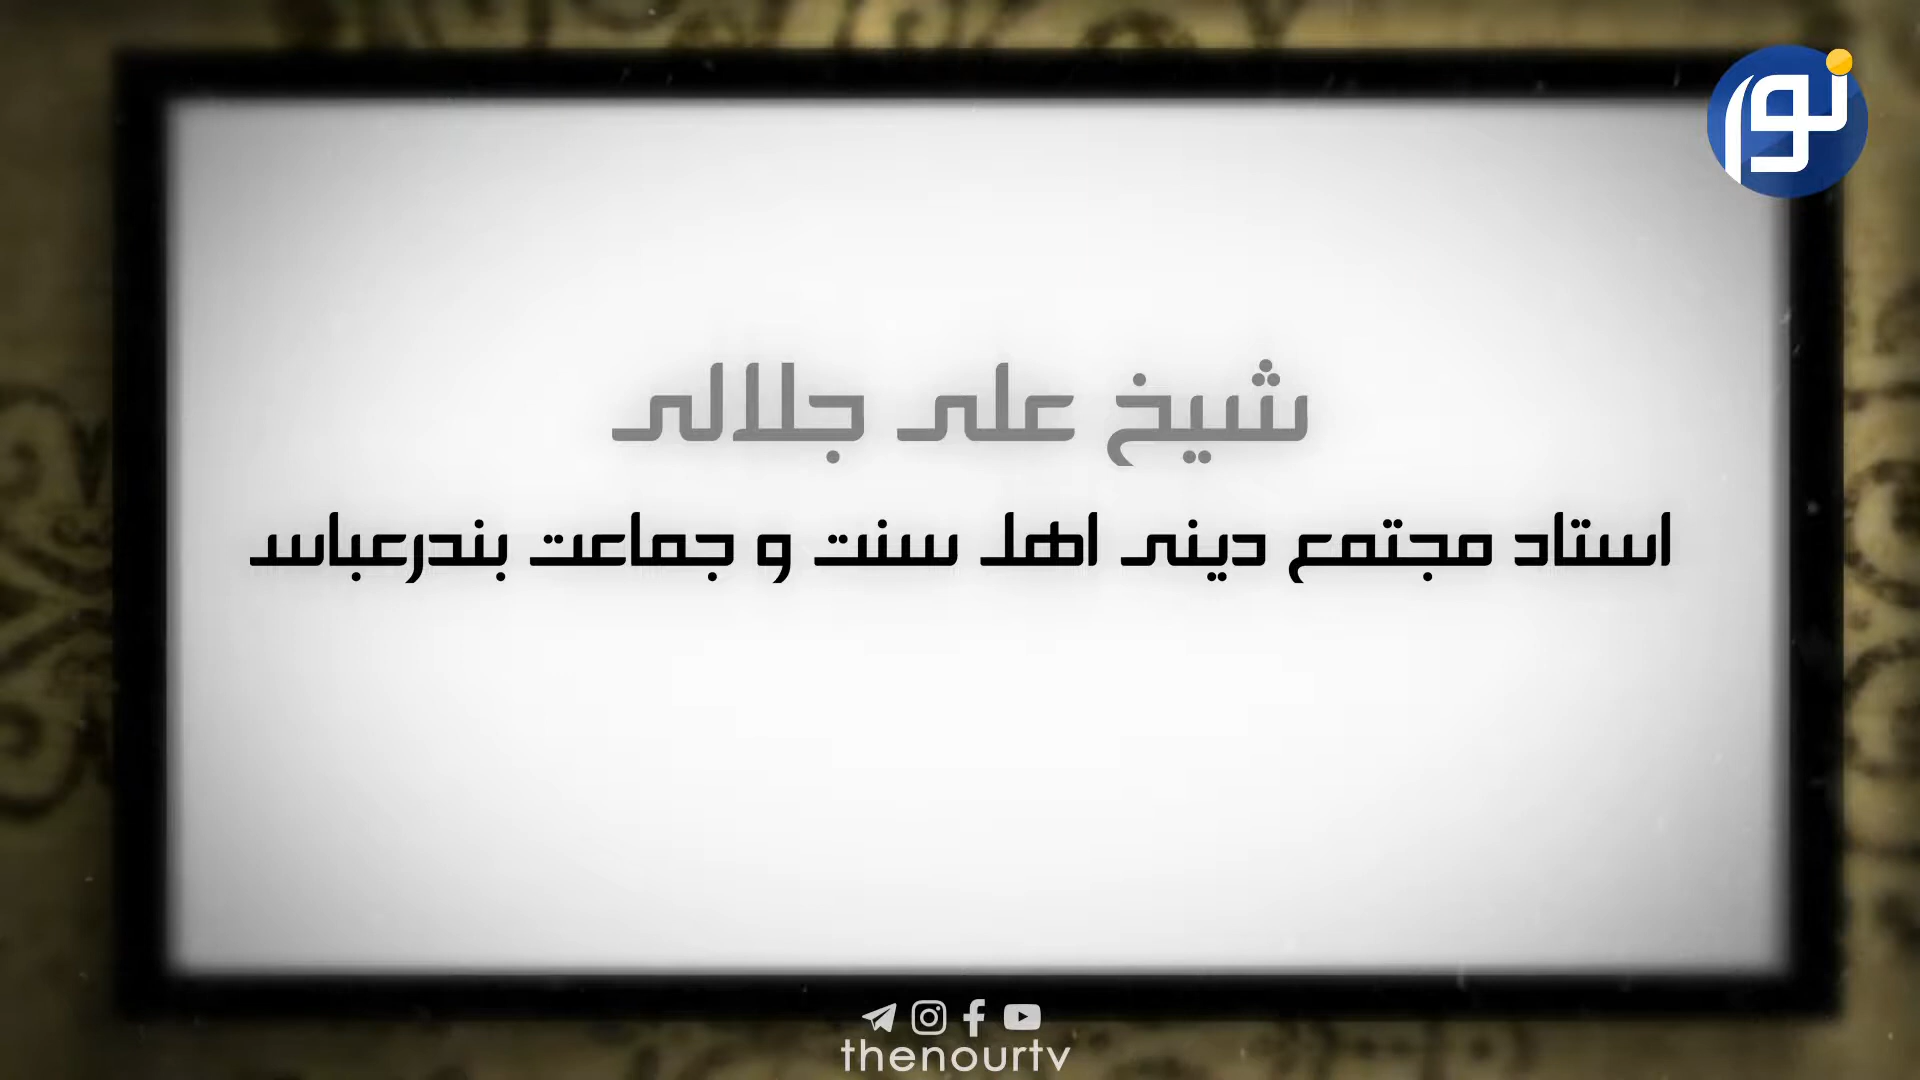 نور
شیخ علی جلالی
استاد مجتمع دینی اهل سنت و جماعت بندرعباس
thenourtv